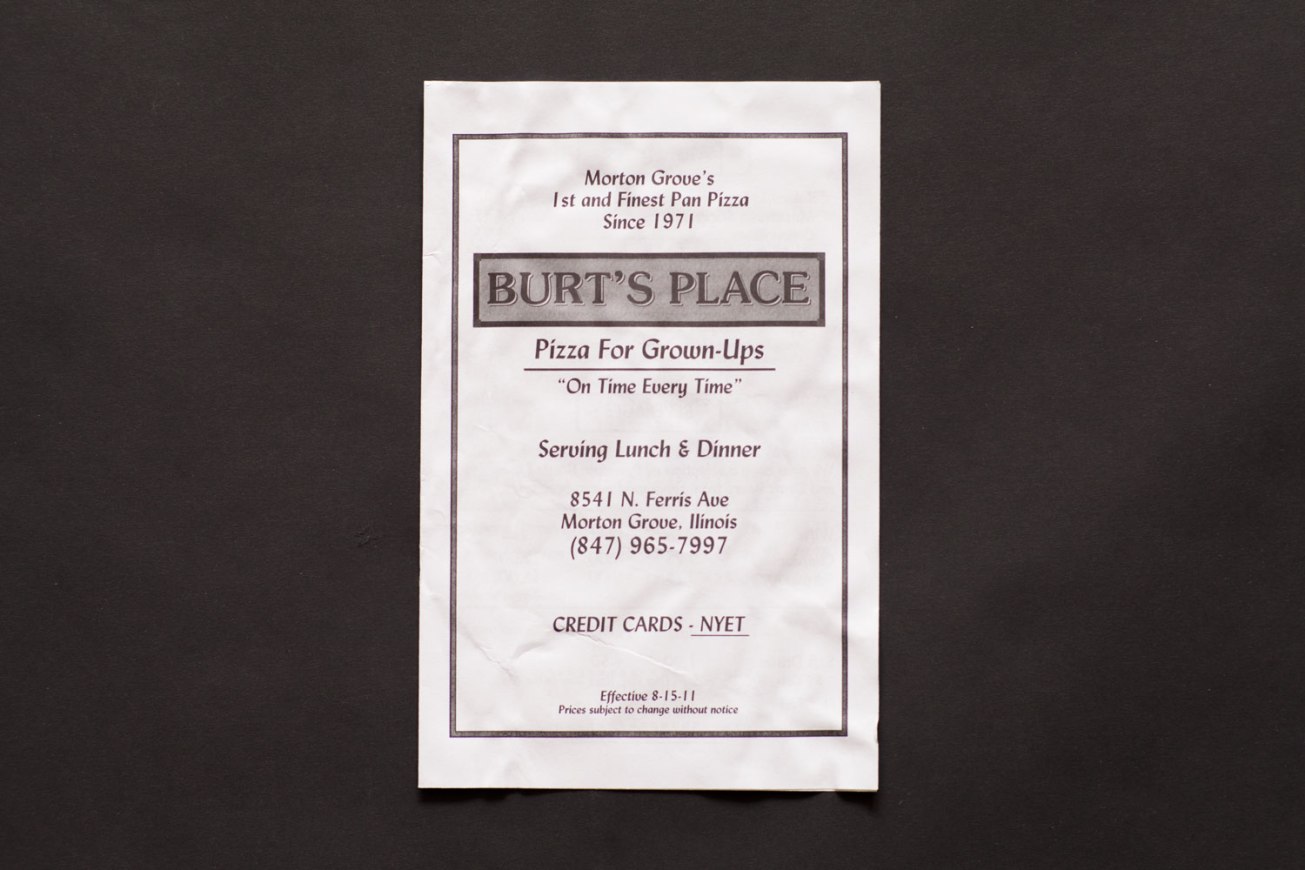 Morton Grove's
1st and Finest Pan Pizza
Since 1971
BURT'S PLACE
Pizza For Grown-Ups
"On Time Every Time"
Serving Lunch & Dinner
8541 N. Ferris Ave
Morton Grove, Ilinois
(847) 965-7997
CREDIT CARDS - NYET
Effective 8-15-11
Prices subject to change without notice